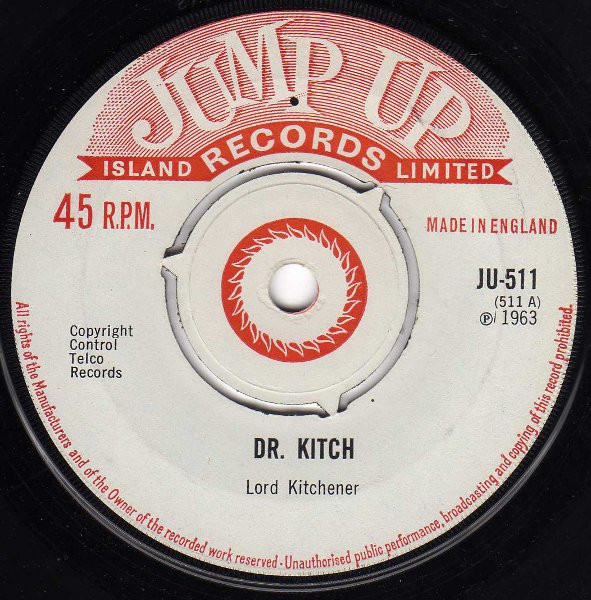 JUMP UP
ISLAND RECORDS LIMITED
45 R.P.M.
MADE IN ENGLAND
JU-511
(511 A)
℗ 1963
Copyright
Control
Telco
Records
DR. KITCH
Lord Kitchener
All rights of the Manufacturers and of the Owner of the recorded work reserved · Unauthorised public performance, broadcasting and copying of this record prohibited.